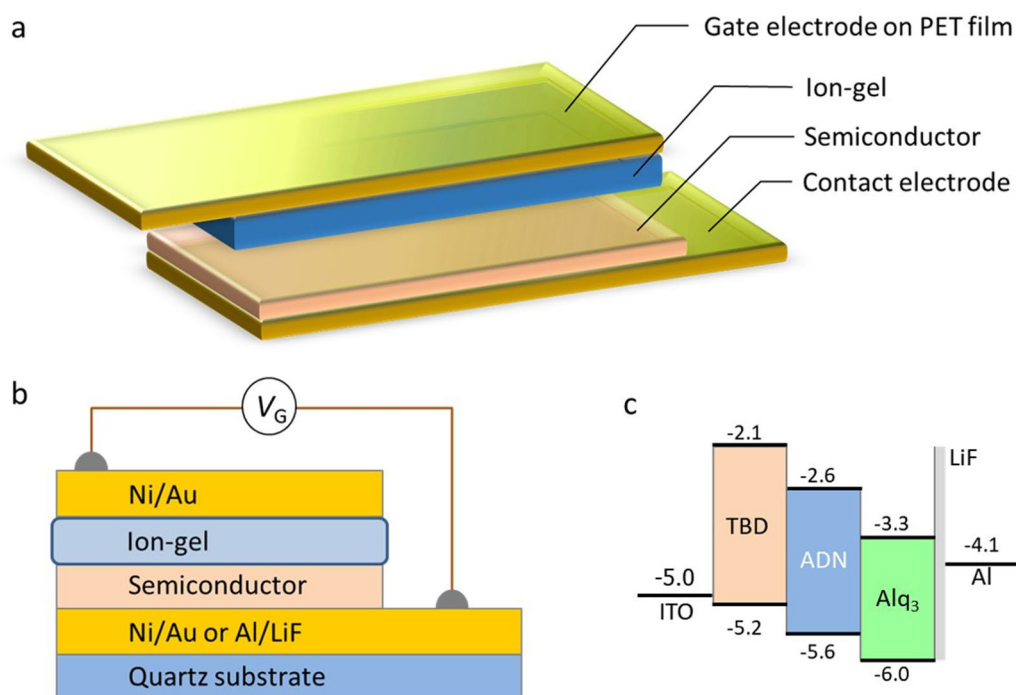 a
Gate electrode on PET film
Ion-gel
Semiconductor
Contact electrode
b
V_G
Ni/Au
Ion-gel
Semiconductor
Ni/Au or Al/LiF
Quartz substrate
c
-2.1
LiF
-2.6
TBD
-3.3
-4.1
ADN
Al
-5.0
Alq₃
ITO
-5.2
-5.6
-6.0